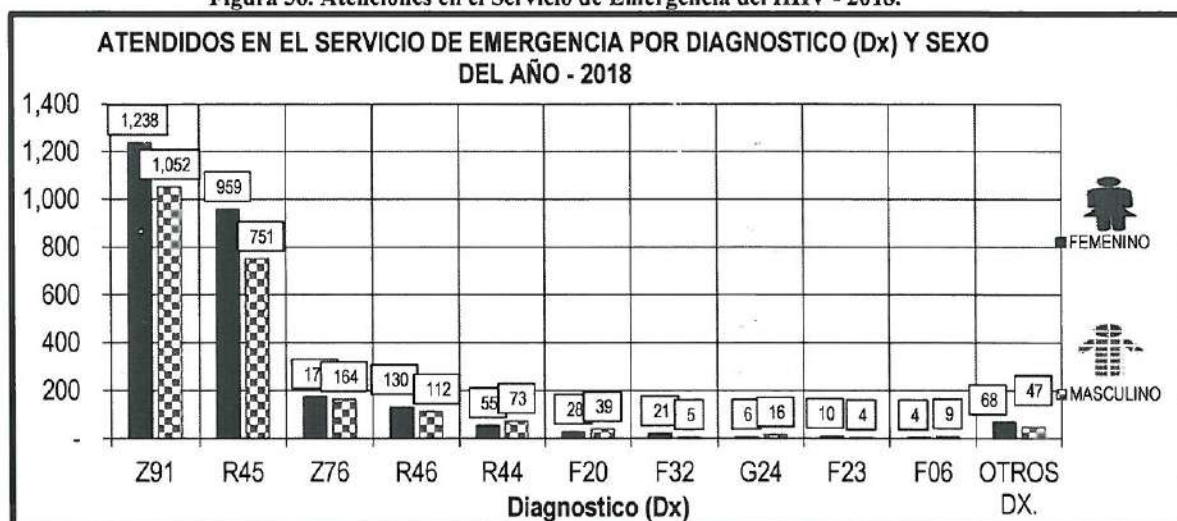 ATENDIDOS EN EL SERVICIO DE EMERGENCIA POR DIAGNOSTICO (Dx) Y SEXO
DEL AÑO - 2018
1,400
1,200
1,000
800
600
400
200
-
1,238
1,052
959
751
164
130
112
55
73
28
39
21
5
6
16
10
4
4
9
68
47
FEMENINO
MASCULINO
Z91
R45
Z76
R46
R44
F20
F32
G24
F23
F06
OTROS
DX.
Diagnostico (Dx)